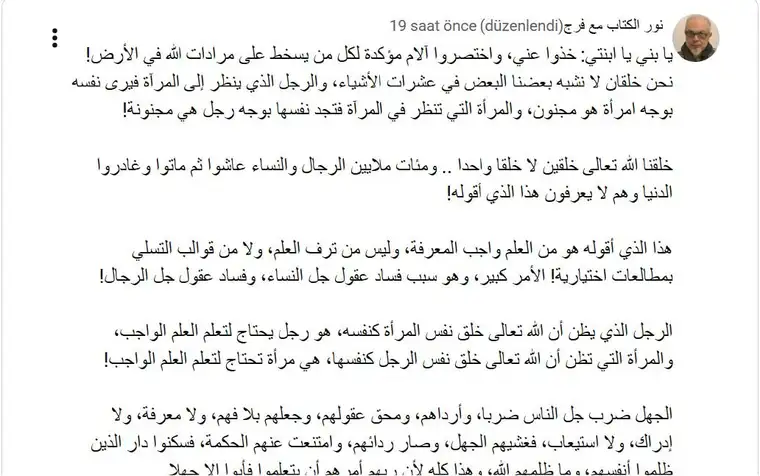 نور الكتاب مع فرج (düzenlendi) 19 saat önce
يا بني يا ابنتي: خذوا عني، واختصروا آلام مؤكدة لكل من يسخط على مرادات الله في الأرض!
نحن خلقان لا نشبه بعضنا البعض في عشرات الأشياء، والرجل الذي ينظر إلى المرآة فيرى نفسه
بوجه امرأة هو مجنون، والمرأة التي تنظر في المرآة فتجد نفسها بوجه رجل هي مجنونة!
خلقنا الله تعالى خلقين لا خلقا واحدا .. ومئات ملايين الرجال والنساء عاشوا ثم ماتوا وغادروا
الدنيا وهم لا يعرفون هذا الذي أقوله!
هذا الذي أقوله هو من العلم واجب المعرفة، وليس من ترف العلم، ولا من قوالب التسلي
بمطالعات اختيارية! الأمر كبير، وهو سبب فساد عقول جل النساء، وفساد عقول جل الرجال!
الرجل الذي يظن أن الله تعالى خلق نفس المرأة كنفسه، هو رجل يحتاج لتعلم العلم الواجب،
والمرأة التي تظن أن الله تعالى خلق نفس الرجل كنفسها، هي مرأة تحتاج لتعلم العلم الواجب!
الجهل ضرب جل الناس ضربا، وأرداهم، ومحق عقولهم، وجعلهم بلا فهم، ولا معرفة، ولا
إدراك، ولا استيعاب، فغشيهم الجهل، وصار ردائهم، وامتنعت عنهم الحكمة، فسكنوا دار الذين
ظلموا أنفسهم، وما ظلمهم الله، وهذا كله لأن ربهم أمرهم أن يتعلموا فأبوا إلا جهلا